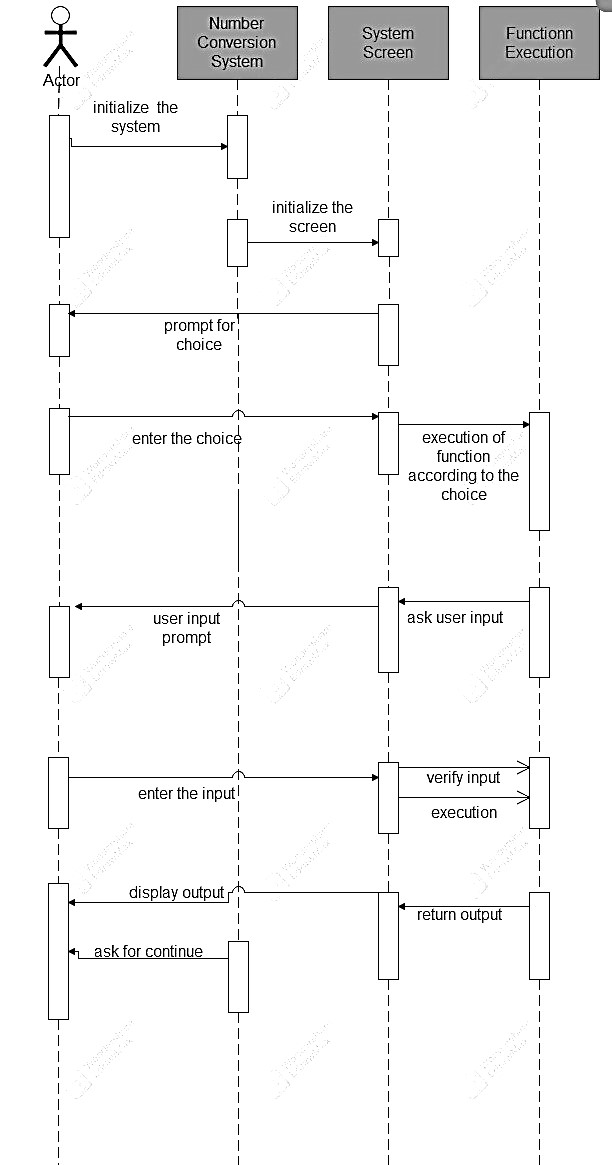 Number
Conversion
System
System
Screen
Functionn
Execution
Actor
initialize the
system
initialize the
screen
prompt for
choice
enter the choice
execution of
function
according to the
choice
ask user input
user input
prompt
verify input
enter the input
execution
display output
return output
ask for continue